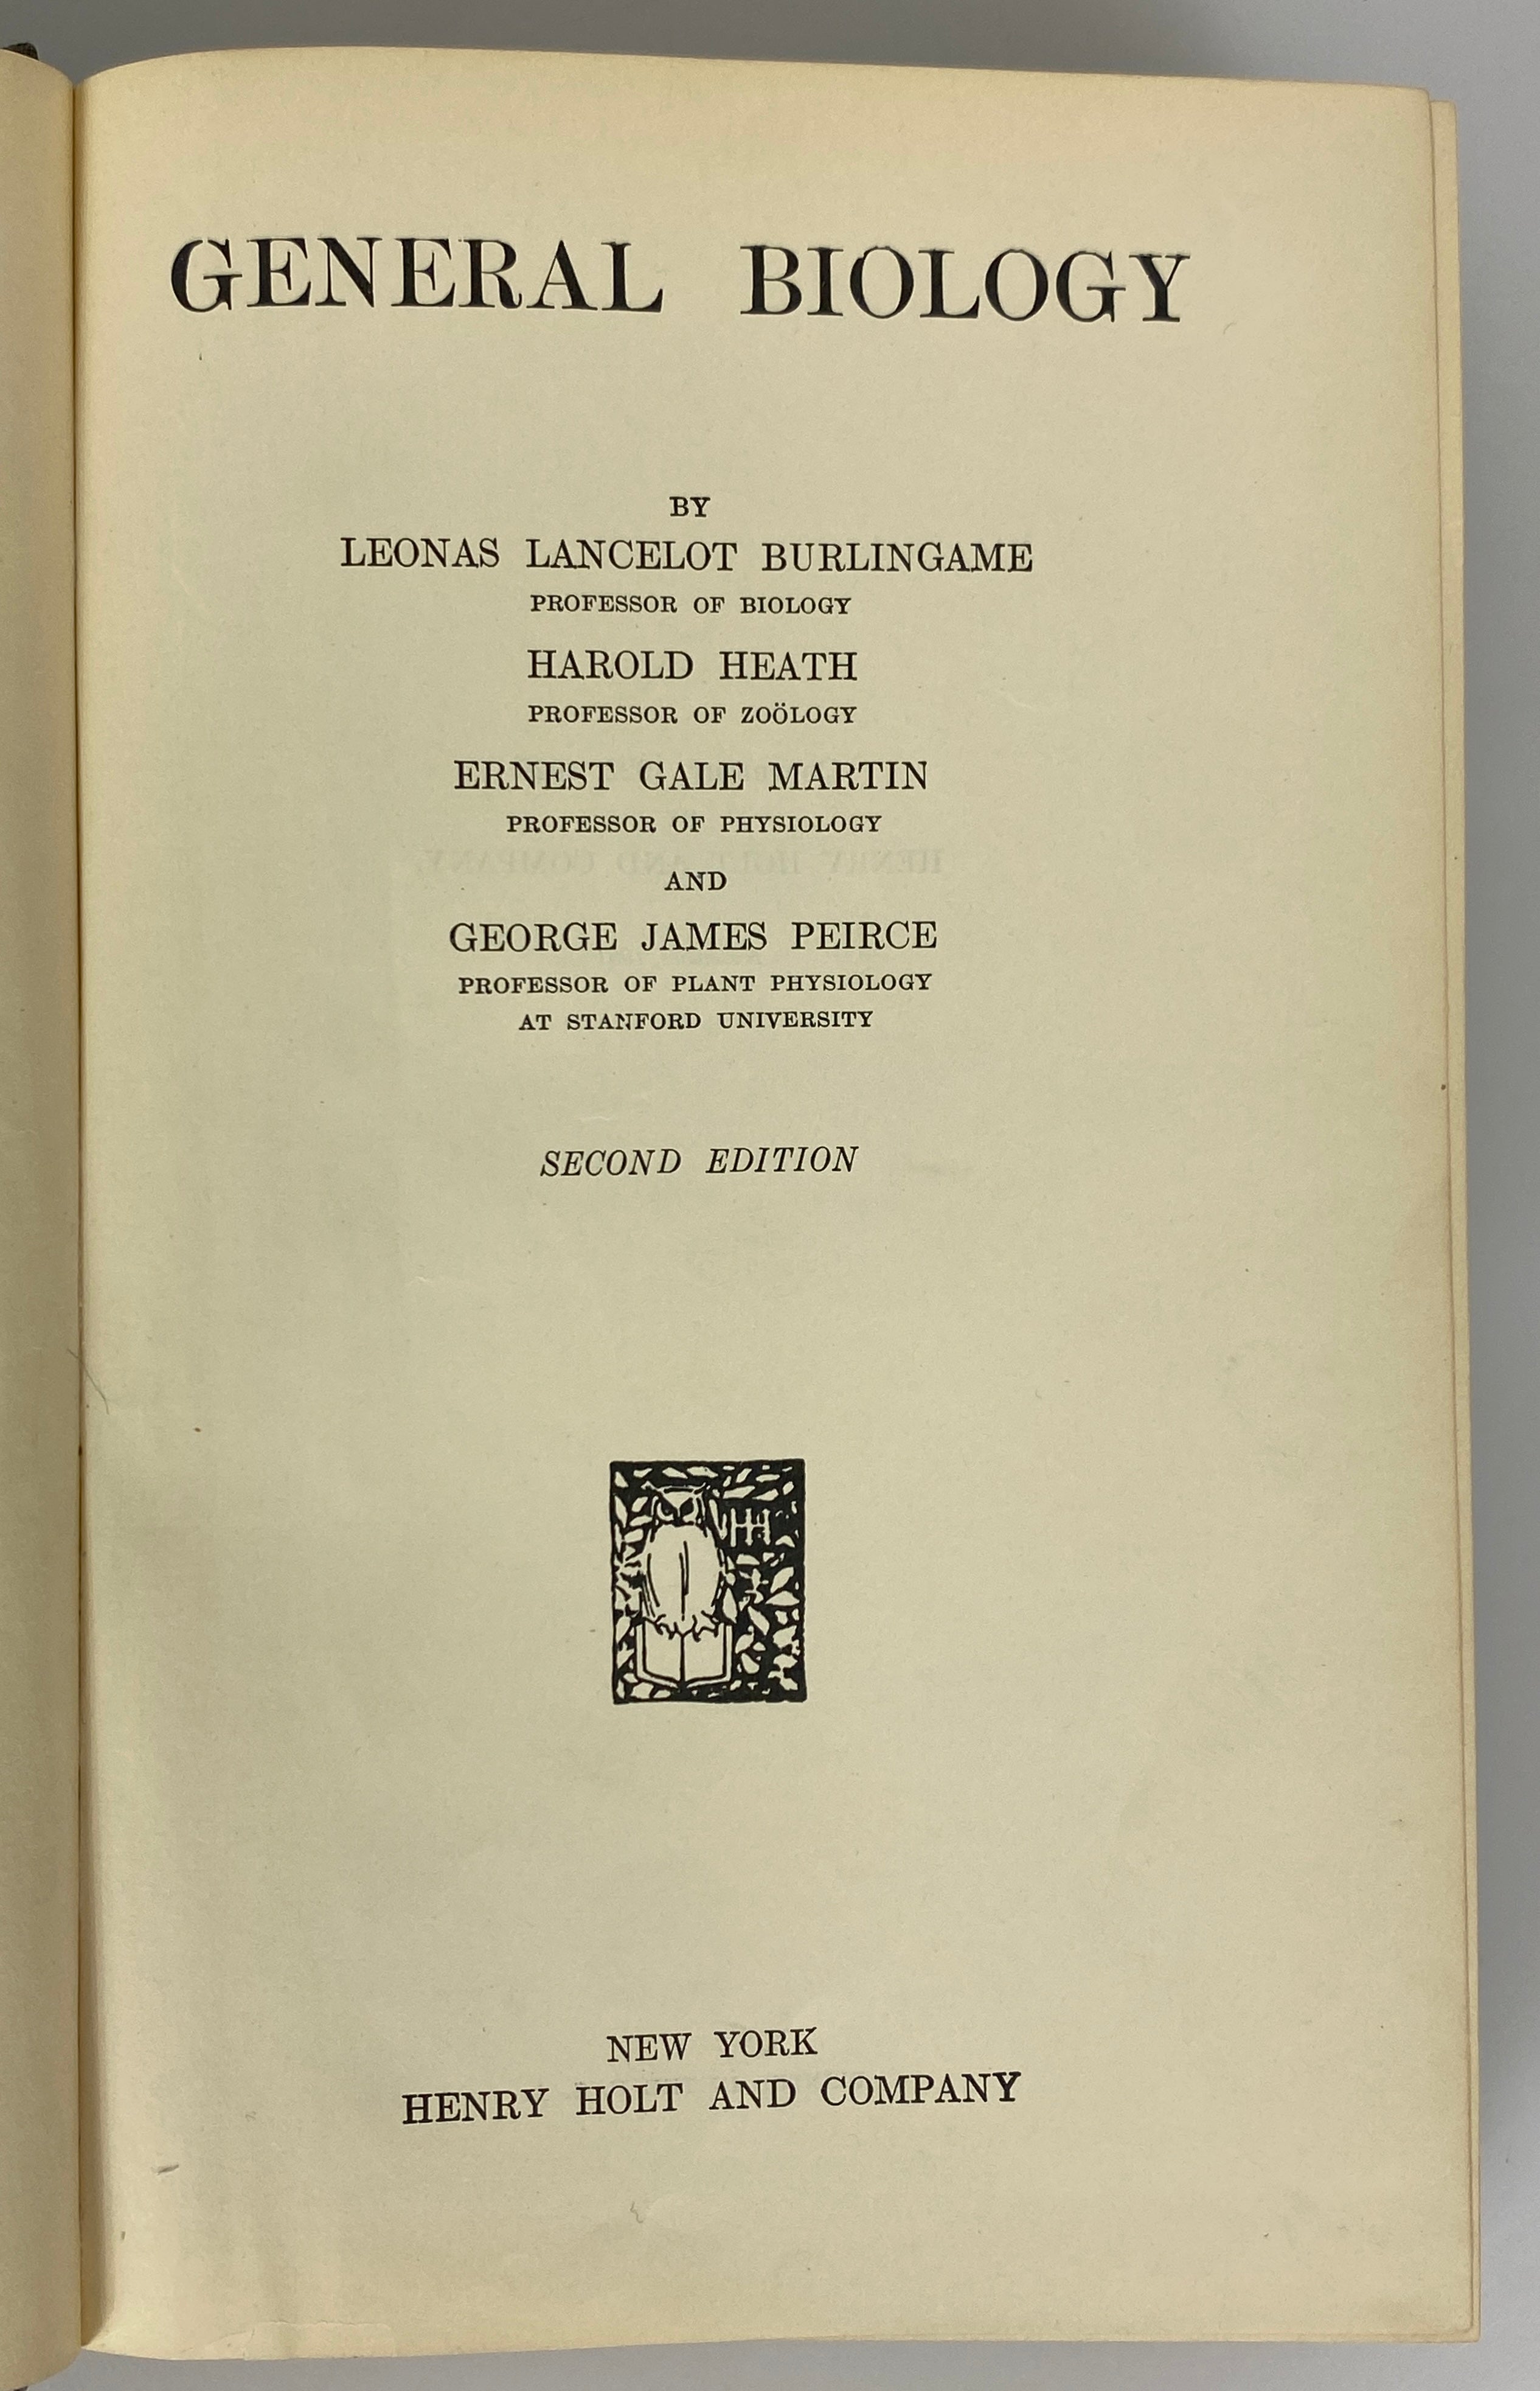 GENERAL BIOLOGY
BY
LEONAS LANCELOT BURLINGAME
PROFESSOR OF BIOLOGY
HAROLD HEATH
PROFESSOR OF ZOÖLOGY
ERNEST GALE MARTIN
PROFESSOR OF PHYSIOLOGY
AND
GEORGE JAMES PEIRCE
PROFESSOR OF PLANT PHYSIOLOGY
AT STANFORD UNIVERSITY
SECOND EDITION
HH
NEW YORK
HENRY HOLT AND COMPANY